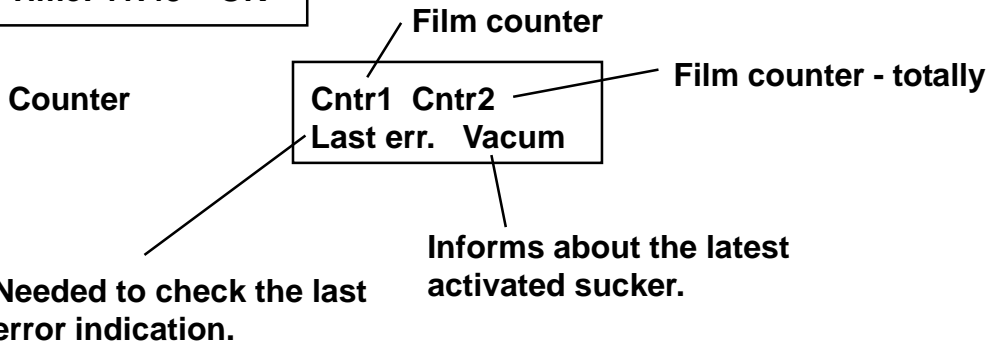 Film counter
Counter
Cntr1 Cntr2
Film counter - totally
Last err. Vacum
Informs about the latest
activated sucker.
Needed to check the last
error indication.